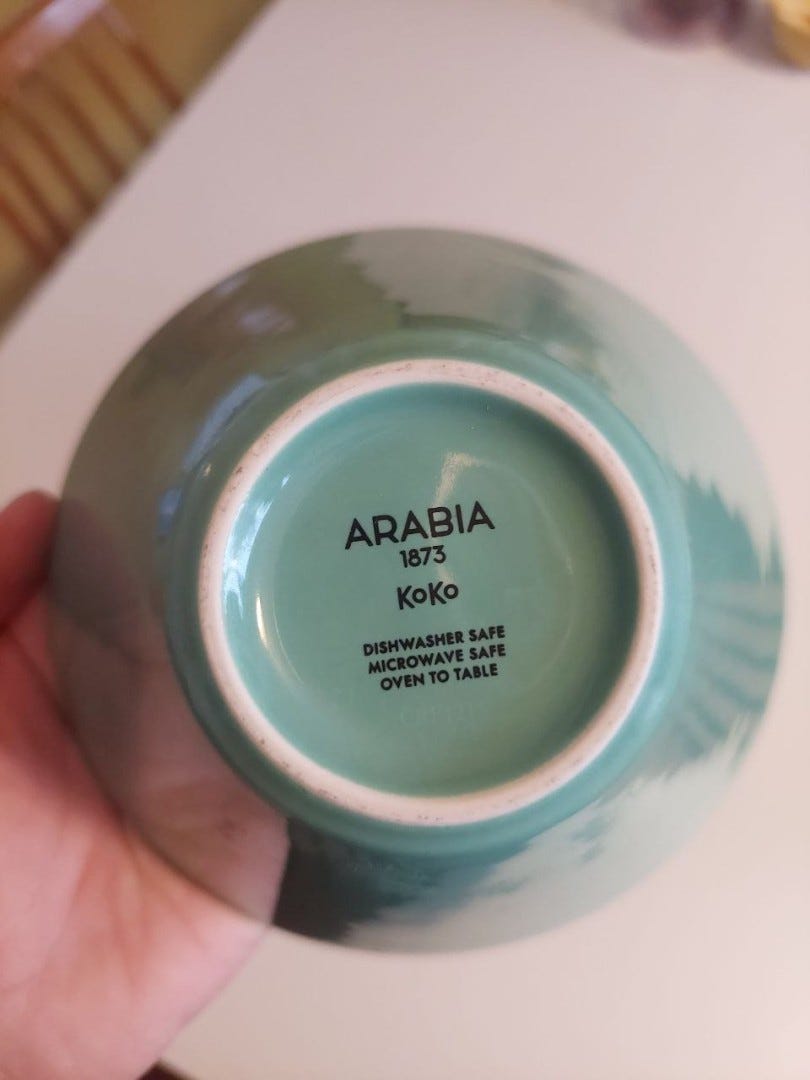 ARABIA
1873
KoKo
DISHWASHER SAFE
MICROWAVE SAFE
OVEN TO TABLE